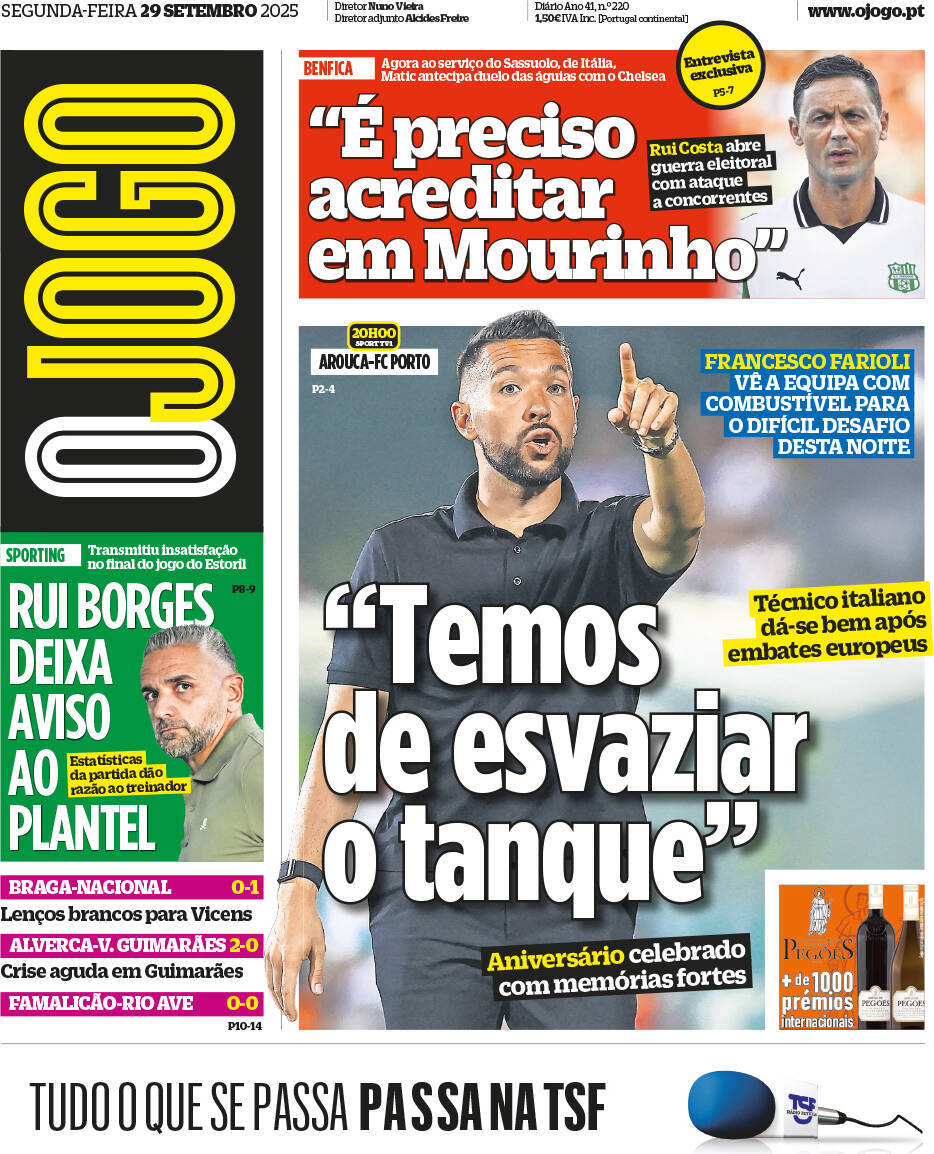 SEGUNDA-FEIRA 29 SETEMBRO 2025
Diretor Nuno Vieira
Diretor adjunto Alcides Freire
Diário Ano 41, n.º 220
1,50€ IVA Inc. [Portugal continental]
www.ojogo.pt
O JOGO
BENFICA
Agora ao serviço do Sassuolo, de Itália,
Matic antecipa duelo das águias com o Chelsea
Entrevista
exclusiva
P5-7
“É preciso
acreditar
em Mourinho”
Rui Costa abre
guerra eleitoral
com ataque
a concorrentes
20H00
SPORT TV1
AROUCA-FC PORTO
P2-4
FRANCESCO FARIOLI
VÊ A EQUIPA COM
COMBUSTÍVEL PARA
O DIFÍCIL DESAFIO
DESTA NOITE
“Temos
de esvaziar
o tanque”
Técnico italiano
dá-se bem após
embates europeus
Aniversário celebrado
com memórias fortes
SPORTING
Transmitiu insatisfação
no final do jogo do Estoril
P8-9
RUI BORGES
DEIXA
AVISO
AO
PLANTEL
Estatísticas
da partida dão
razão ao treinador
BRAGA-NACIONAL 0-1
Lenços brancos para Vicens
ALVERCA-V. GUIMARÃES 2-0
Crise aguda em Guimarães
FAMALICÃO-RIO AVE 0-0
P10-14
PEGÕES
+ de 1000
prémios
internacionais
PEGÕES
PEGÕES
TUDO O QUE SE PASSA PASSA NA TSF
TSF